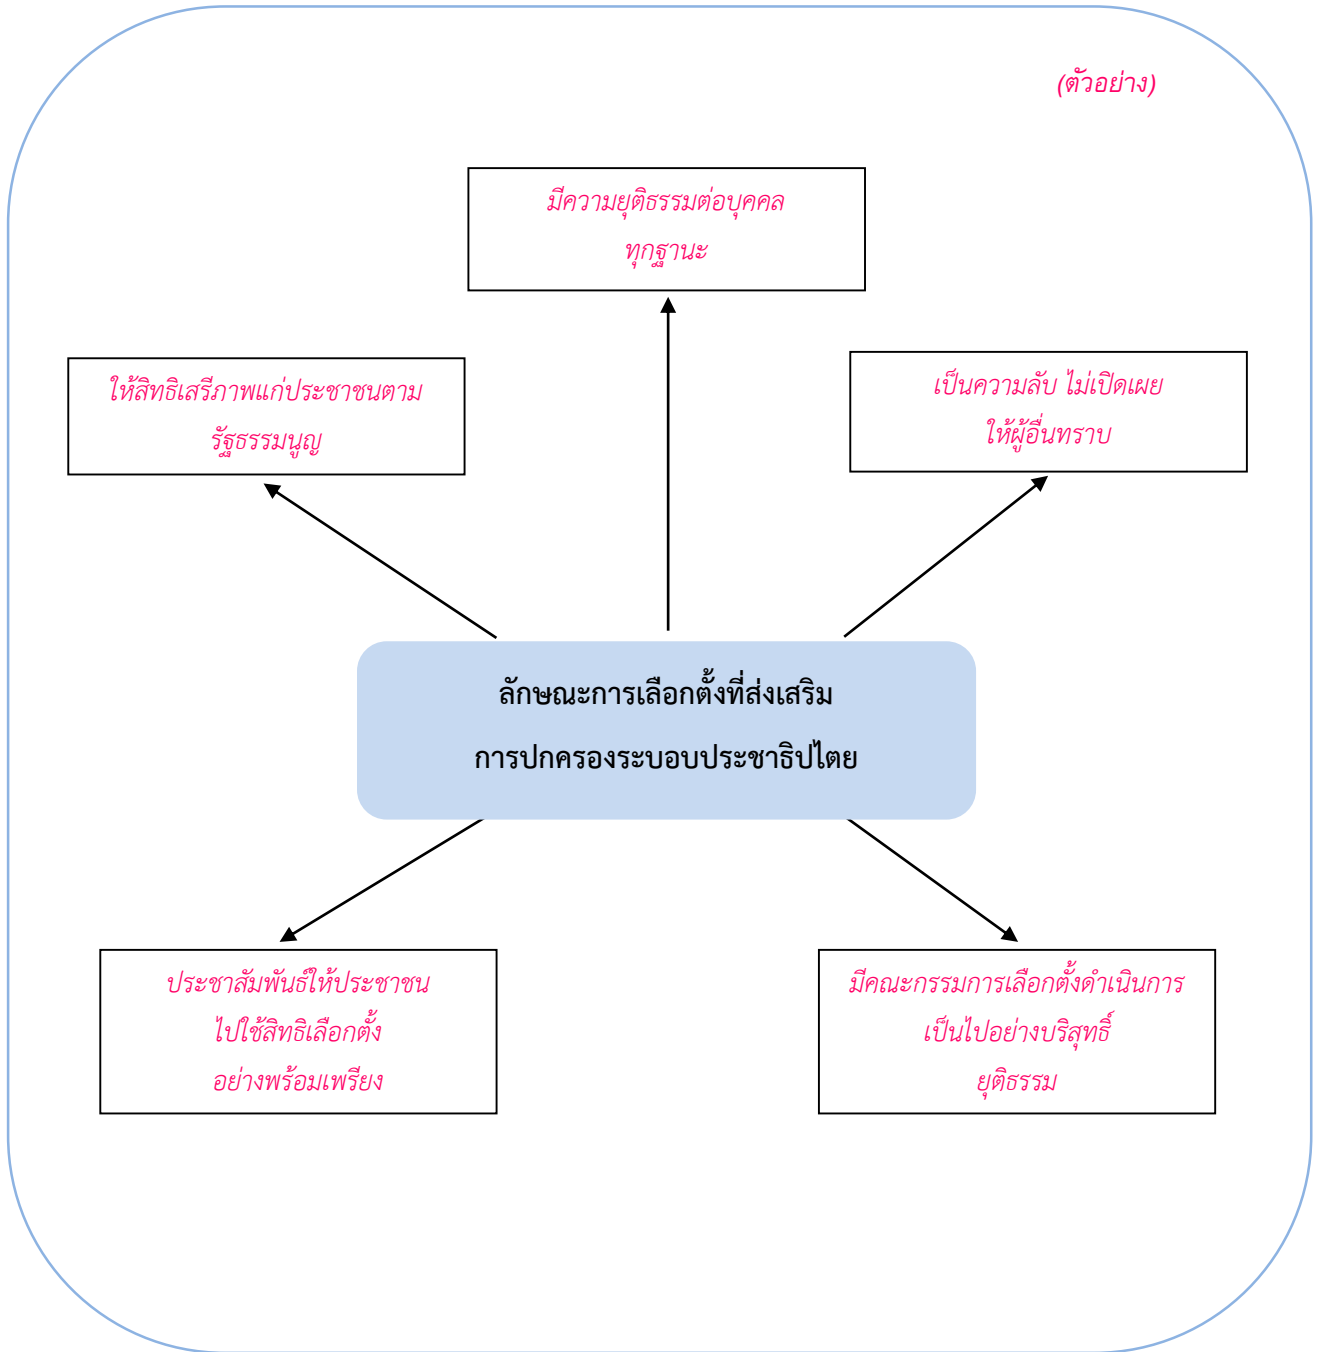 (ตัวอย่าง)
มีความยุติธรรมต่อบุคคล
ทุกฐานะ
ให้สิทธิเสรีภาพแก่ประชาชนตาม
รัฐธรรมนูญ
เป็นความลับ ไม่เปิดเผย
ให้ผู้อื่นทราบ
ลักษณะการเลือกตั้งที่ส่งเสริม
การปกครองระบอบประชาธิปไตย
ประชาสัมพันธ์ให้ประชาชน
ไปใช้สิทธิเลือกตั้ง
อย่างพร้อมเพรียง
มีคณะกรรมการเลือกตั้งดำเนินการ
เป็นไปอย่างบริสุทธิ์
ยุติธรรม